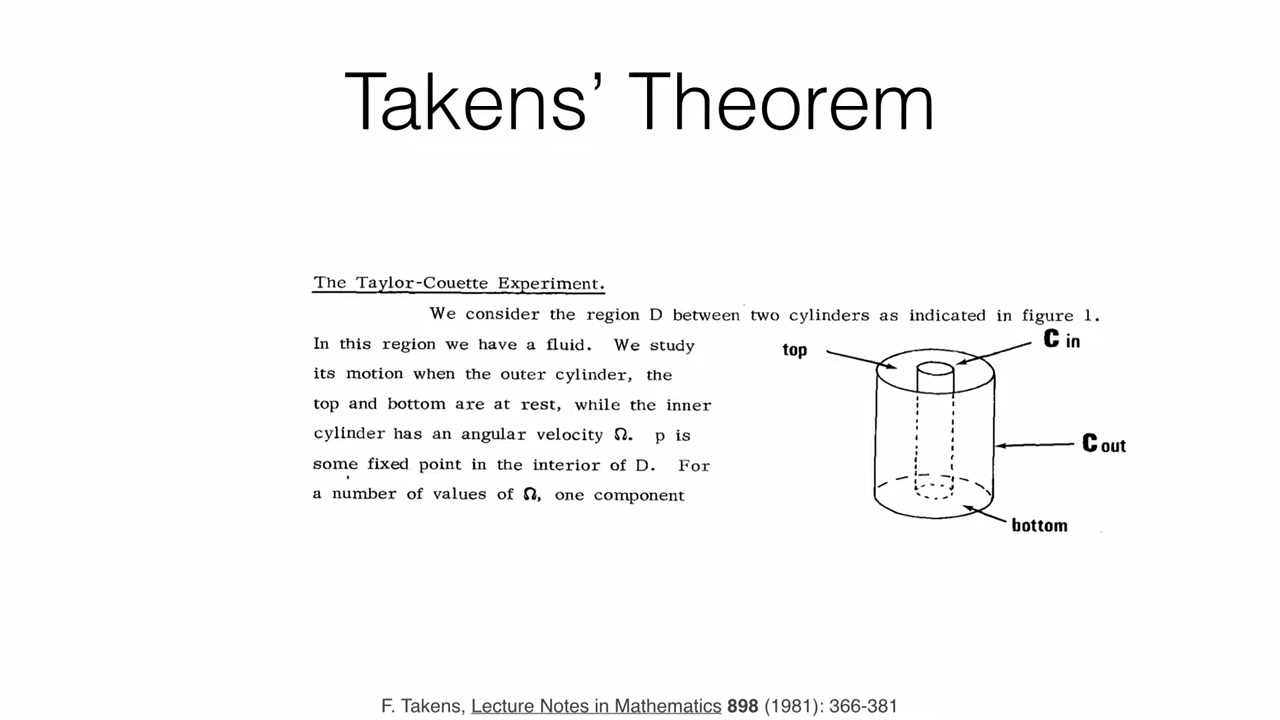 Takens’ Theorem
The Taylor-Couette Experiment.
We consider the region D between two cylinders as indicated in figure 1.
In this region we have a fluid. We study
its motion when the outer cylinder, the
top and bottom are at rest, while the inner
cylinder has an angular velocity Ω. p is
some fixed point in the interior of D. For
a number of values of Ω, one component
top
C in
C out
bottom
F. Takens, Lecture Notes in Mathematics 898 (1981): 366-381